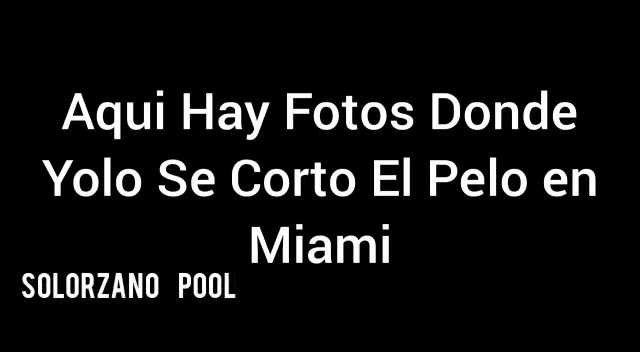 Aqui Hay Fotos Donde
Yolo Se Corto El Pelo en
Miami
SOLORZANO POOL